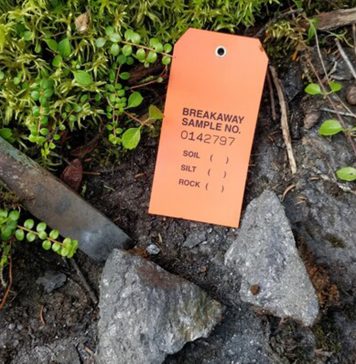 BREAKAWAY
SAMPLE NO.
0142797
SOIL ( )
SILT ( )
ROCK ( )